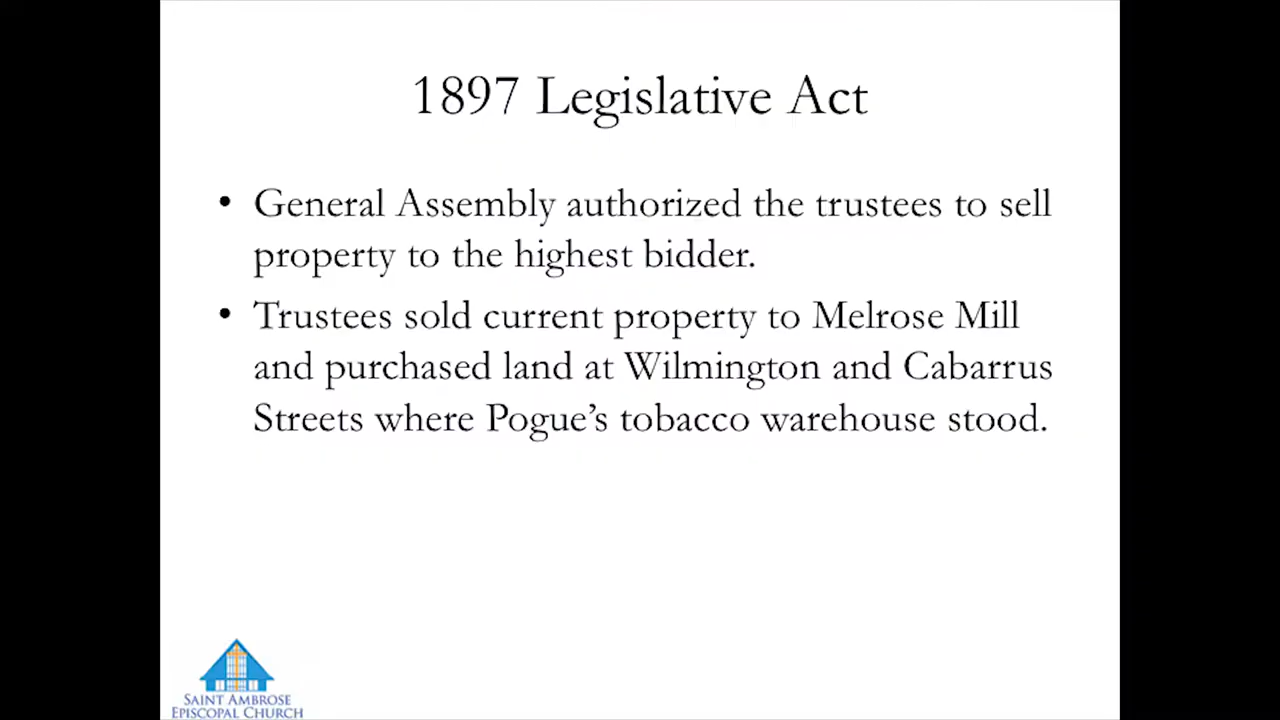 1897 Legislative Act
• General Assembly authorized the trustees to sell
property to the highest bidder.
• Trustees sold current property to Melrose Mill
and purchased land at Wilmington and Cabarrus
Streets where Pogue’s tobacco warehouse stood.
SAINT AMBROSE
EPISCOPAL CHURCH